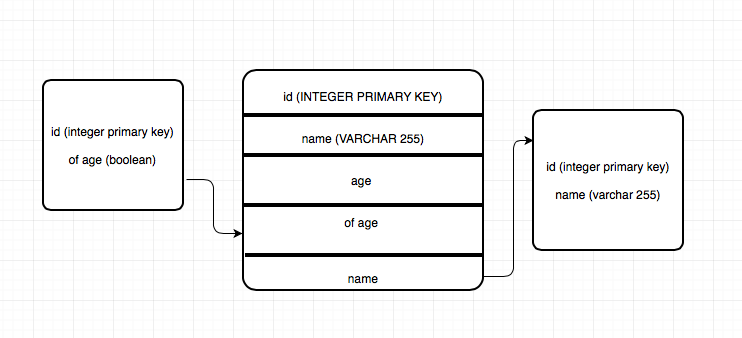 id (integer primary key)
of age (boolean)
id (INTEGER PRIMARY KEY)
name (VARCHAR 255)
age
of age
name
id (integer primary key)
name (varchar 255)